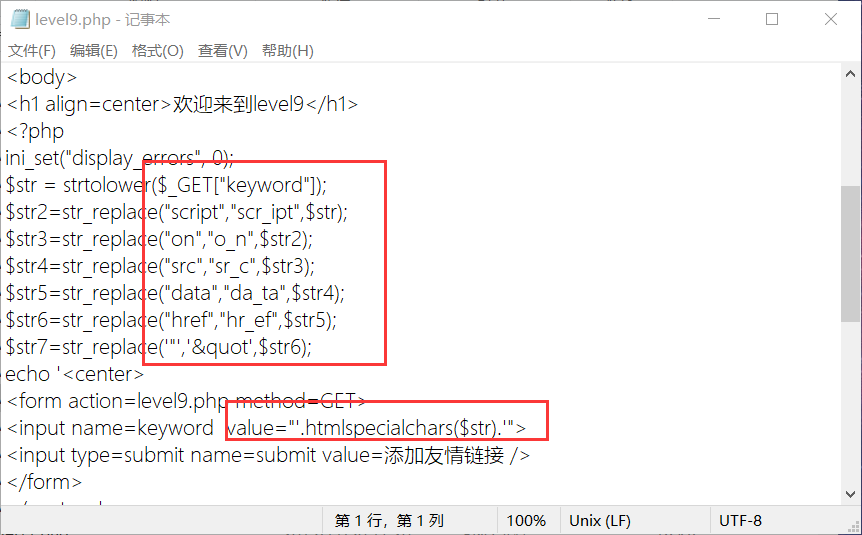 level9.php - 记事本
文件(F) 编辑(E) 格式(O) 查看(V) 帮助(H)
<body>
<h1 align=center>欢迎来到level9</h1>
<?php
ini_set("display_errors", 0);
$str = strtolower($_GET["keyword"]);
$str2=str_replace("script","scr_ipt",$str);
$str3=str_replace("on","o_n",$str2);
$str4=str_replace("src","sr_c",$str3);
$str5=str_replace("data","da_ta",$str4);
$str6=str_replace("href","hr_ef",$str5);
$str7=str_replace('"','&quot',$str6);
echo '<center>
<form action=level9.php method=GET>
<input name=keyword  value="'.htmlspecialchars($str).'">
<input type=submit name=submit value=添加友情链接 />
</form>
第 1 行，第 1 列 100% Unix (LF) UTF-8